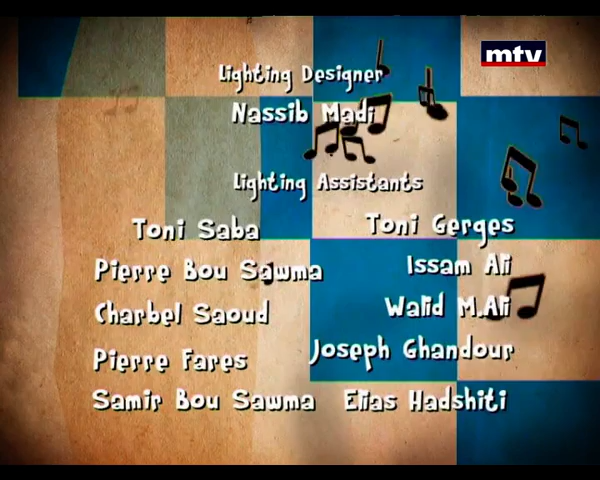 mtv
Lighting Designer
Nassib Madi
Lighting Assistants
Toni Saba Toni Gerges
Pierre Bou Sawma Issam Ali
Charbel Saoud Walid M.Ali
Pierre Fares Joseph Ghandour
Samir Bou Sawma Elias Hadshiti